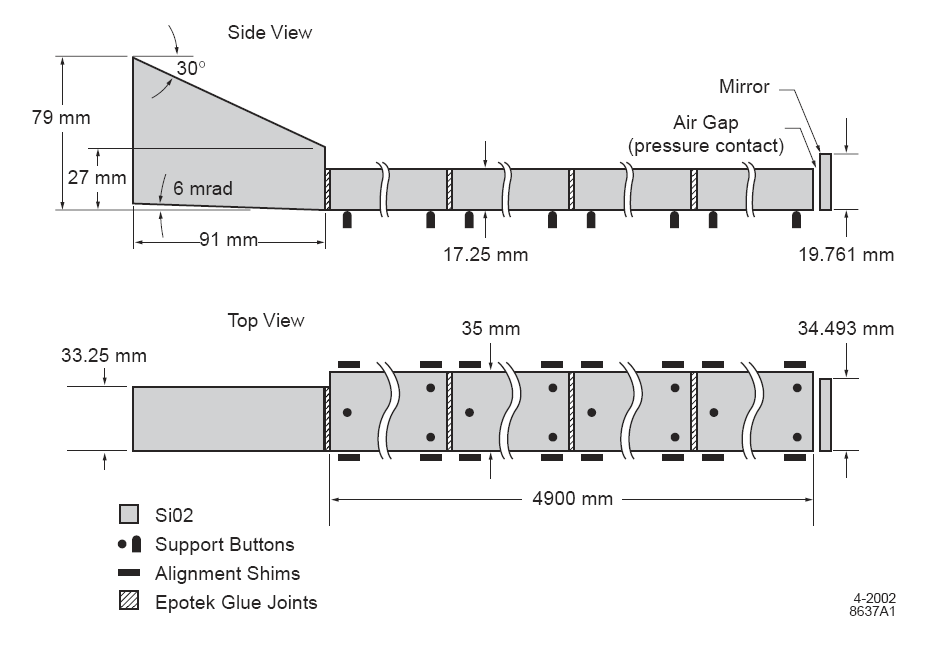 Side View
30°
Mirror
Air Gap
(pressure contact)
79 mm
27 mm
6 mrad
91 mm
17.25 mm
19.761 mm
Top View
35 mm
34.493 mm
33.25 mm
4900 mm
Si02
Support Buttons
Alignment Shims
Epotek Glue Joints
4-2002
8637A1